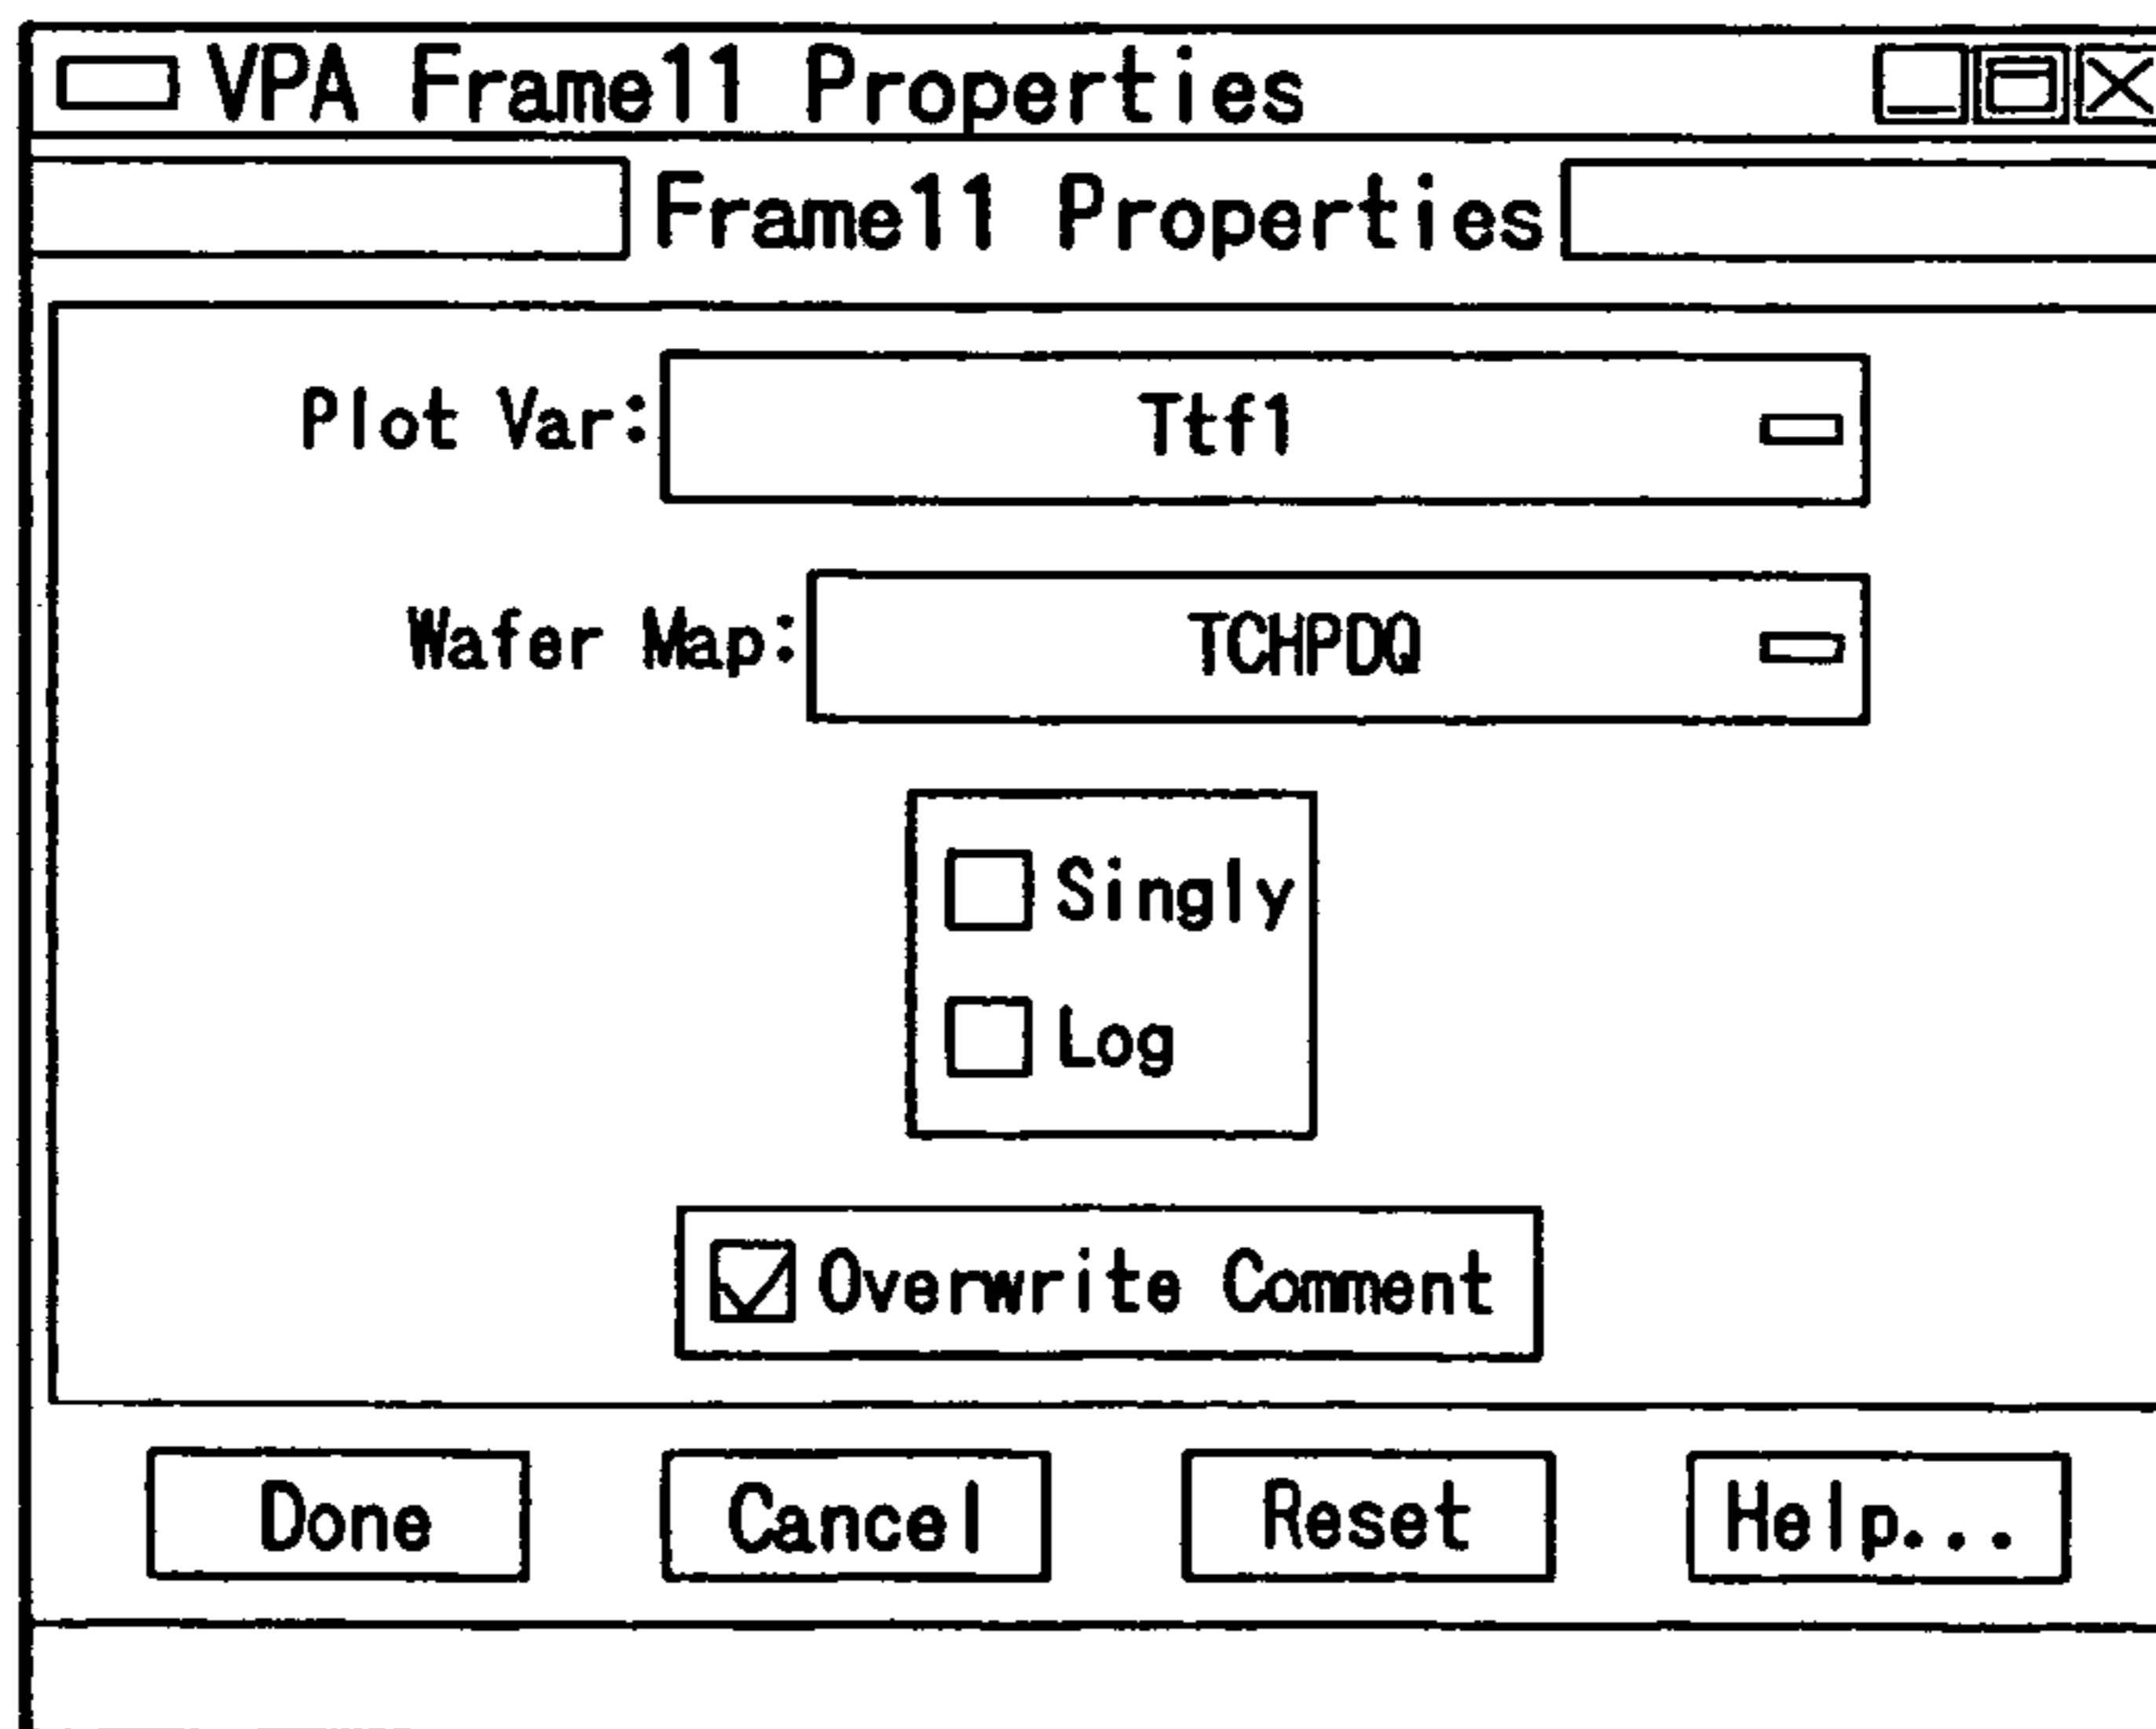 VPA Frame11 Properties
Frame11 Properties
Plot Var: Ttf1
Wafer Map: TCHPDQ
Singly
Log
Overwrite Comment
Done Cancel Reset Help...